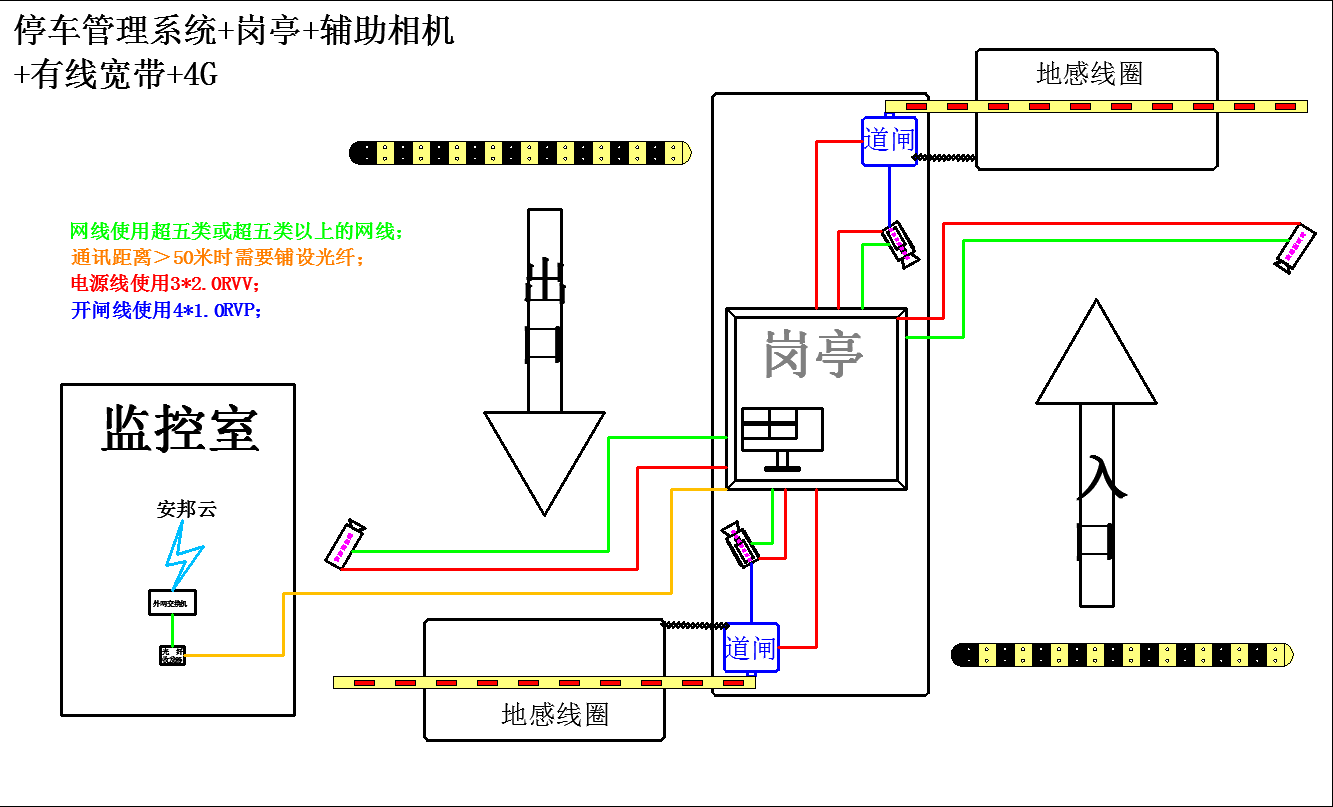 停车管理系统+岗亭+辅助相机
+有线宽带+4G
地感线圈
道闸
网线使用超五类或超五类以上的网线；
通讯距离＞50米时需要铺设光纤；
电源线使用3*2.0RVV；
开闸线使用4*1.0RVP；
出口
岗亭
监控室
安邦云
外网交换机
入口
道闸
地感线圈